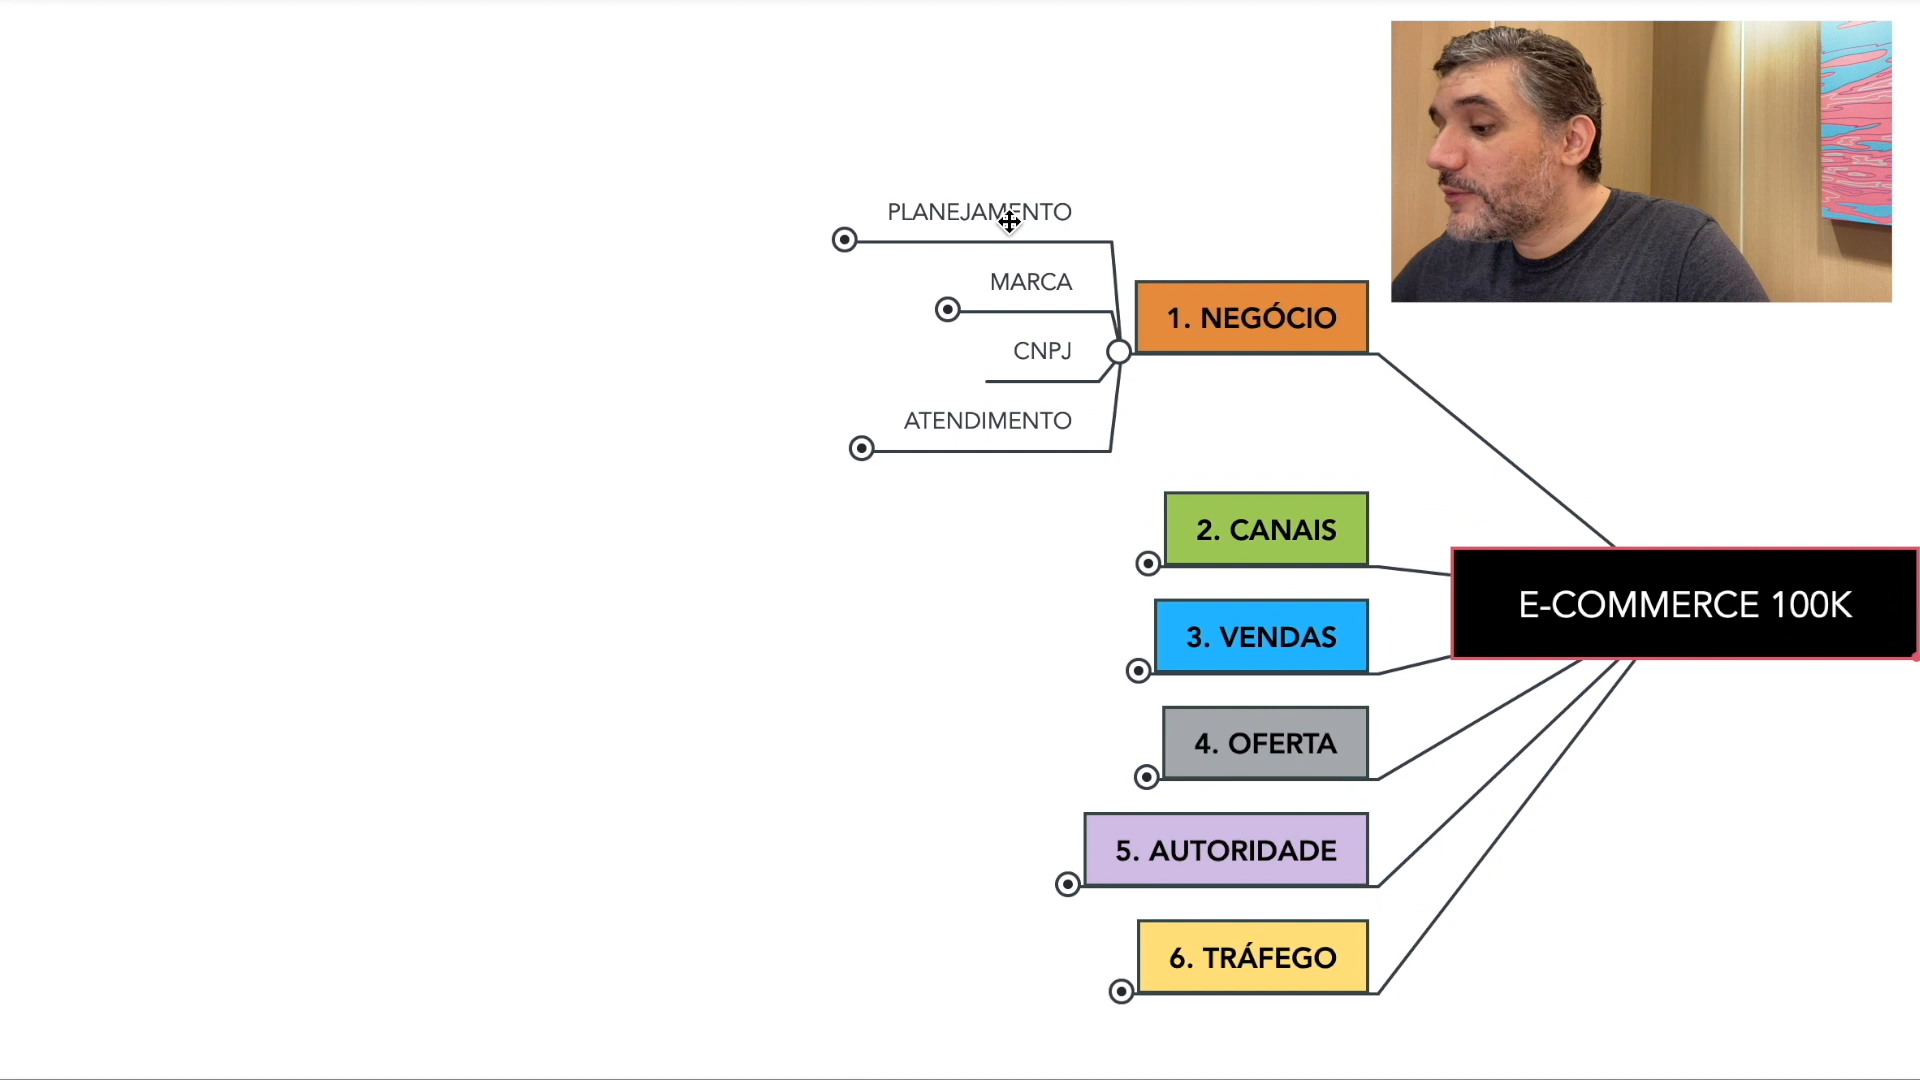 PLANEJAMENTO
MARCA
CNPJ
ATENDIMENTO
1. NEGÓCIO
2. CANAIS
3. VENDAS
4. OFERTA
5. AUTORIDADE
6. TRÁFEGO
E-COMMERCE 100K